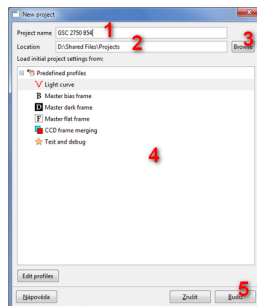 New project
Project name GSC 2750 854 1
Location D:\Shared Files\Projects 2 Browse 3
Load initial project settings from:
Predefined profiles
Light curve
B Master bias frame
D Master dark frame
F Master flat frame
CCD frame merging
Test and debug
4
Edit profiles
5
Nápověda Zrušit Budiž